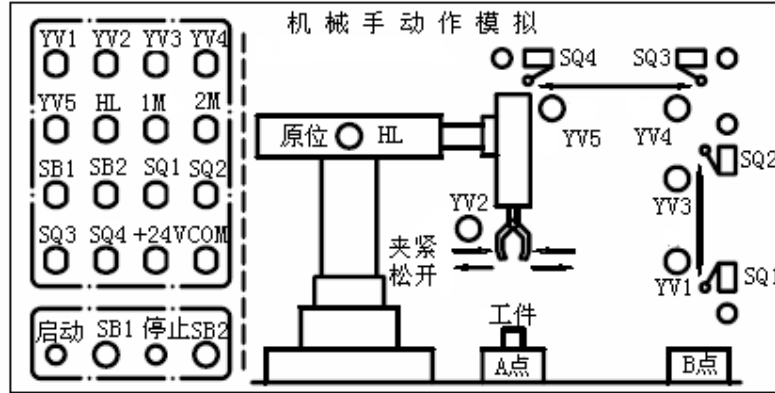 机械手动作模拟
YV1 YV2 YV3 YV4
YV5 HL 1M 2M
SB1 SB2 SQ1 SQ2
SQ3 SQ4 +24V COM
启动 SB1 停止 SB2
原位 HL
SQ4 SQ3
YV5 YV4
SQ2
YV2 YV3
夹紧
松开
YV1 SQ1
工件
A点 B点